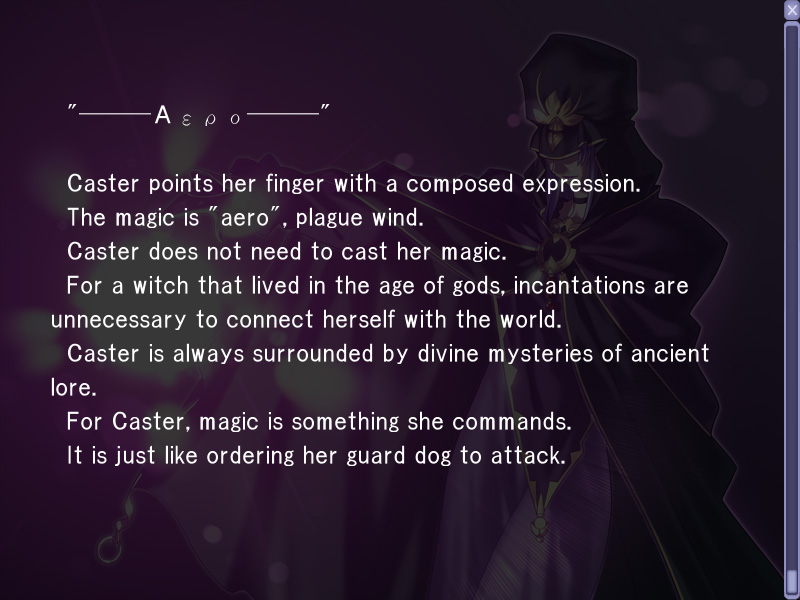 "―――Αερο―――"
Caster points her finger with a composed expression.
The magic is "aero", plague wind.
Caster does not need to cast her magic.
For a witch that lived in the age of gods, incantations are
unnecessary to connect herself with the world.
Caster is always surrounded by divine mysteries of ancient
lore.
For Caster, magic is something she commands.
It is just like ordering her guard dog to attack.